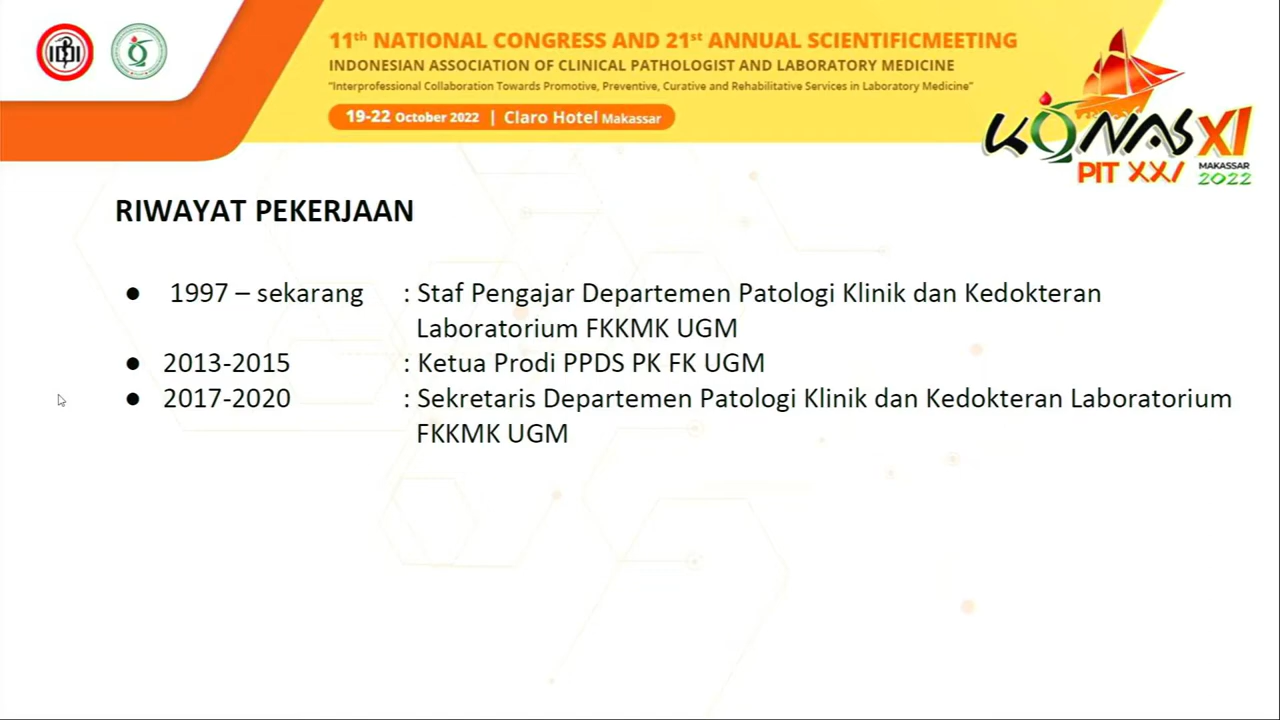 11th NATIONAL CONGRESS AND 21st ANNUAL SCIENTIFICMEETING
INDONESIAN ASSOCIATION OF CLINICAL PATHOLOGIST AND LABORATORY MEDICINE
“Interprofessional Collaboration Towards Promotive, Preventive, Curative and Rehabilitative Services in Laboratory Medicine”
19-22 October 2022 | Claro Hotel Makassar
KONAS XI
PIT XXI MAKASSAR 2022
RIWAYAT PEKERJAAN
● 1997 – sekarang : Staf Pengajar Departemen Patologi Klinik dan Kedokteran
Laboratorium FKKMK UGM
● 2013-2015 : Ketua Prodi PPDS PK FK UGM
● 2017-2020 : Sekretaris Departemen Patologi Klinik dan Kedokteran Laboratorium
FKKMK UGM